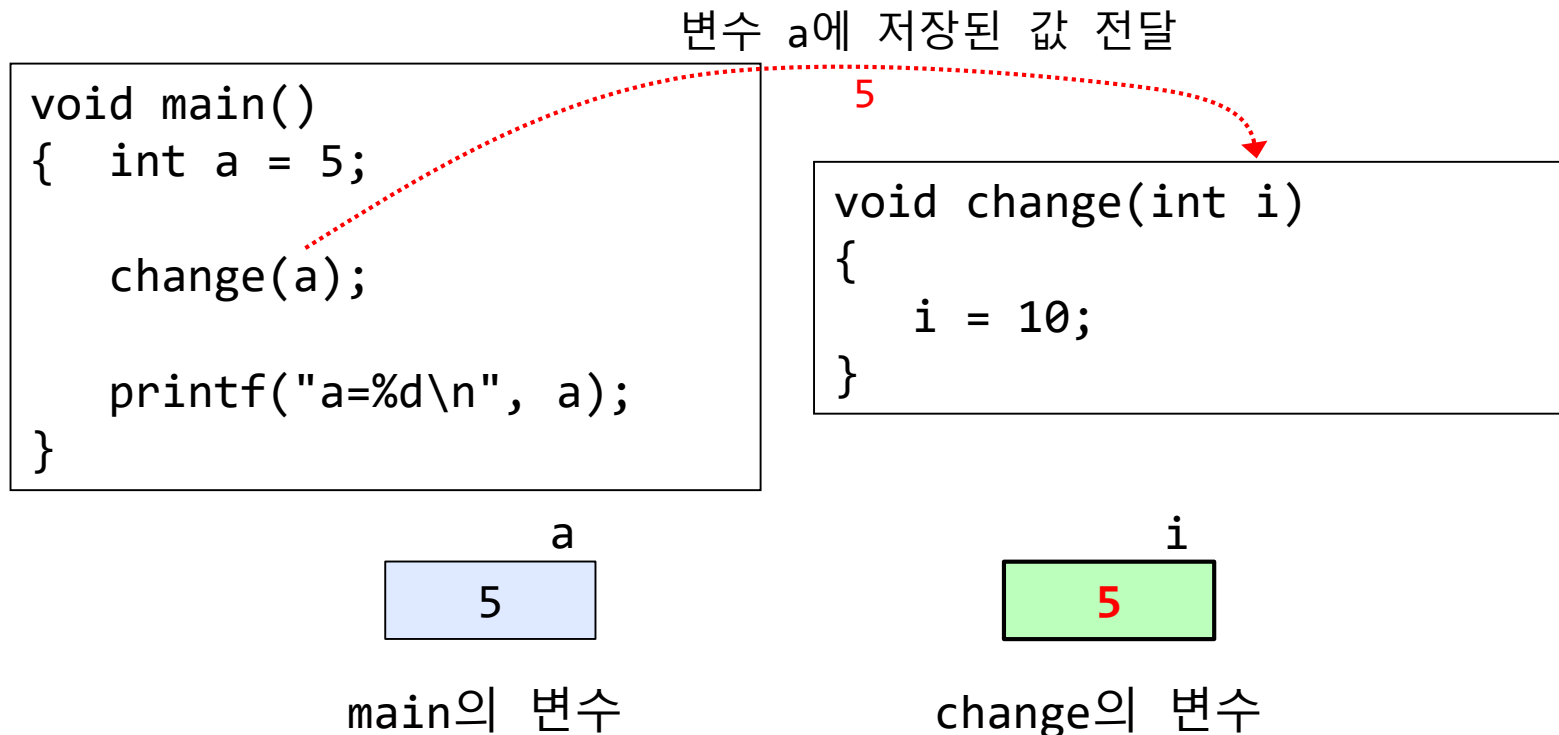 변수 a에 저장된 값 전달
5
void main()
{  int a = 5;
   change(a);
   printf("a=%d\n", a);
}
void change(int i)
{
   i = 10;
}
a
5
main의 변수
i
5
change의 변수